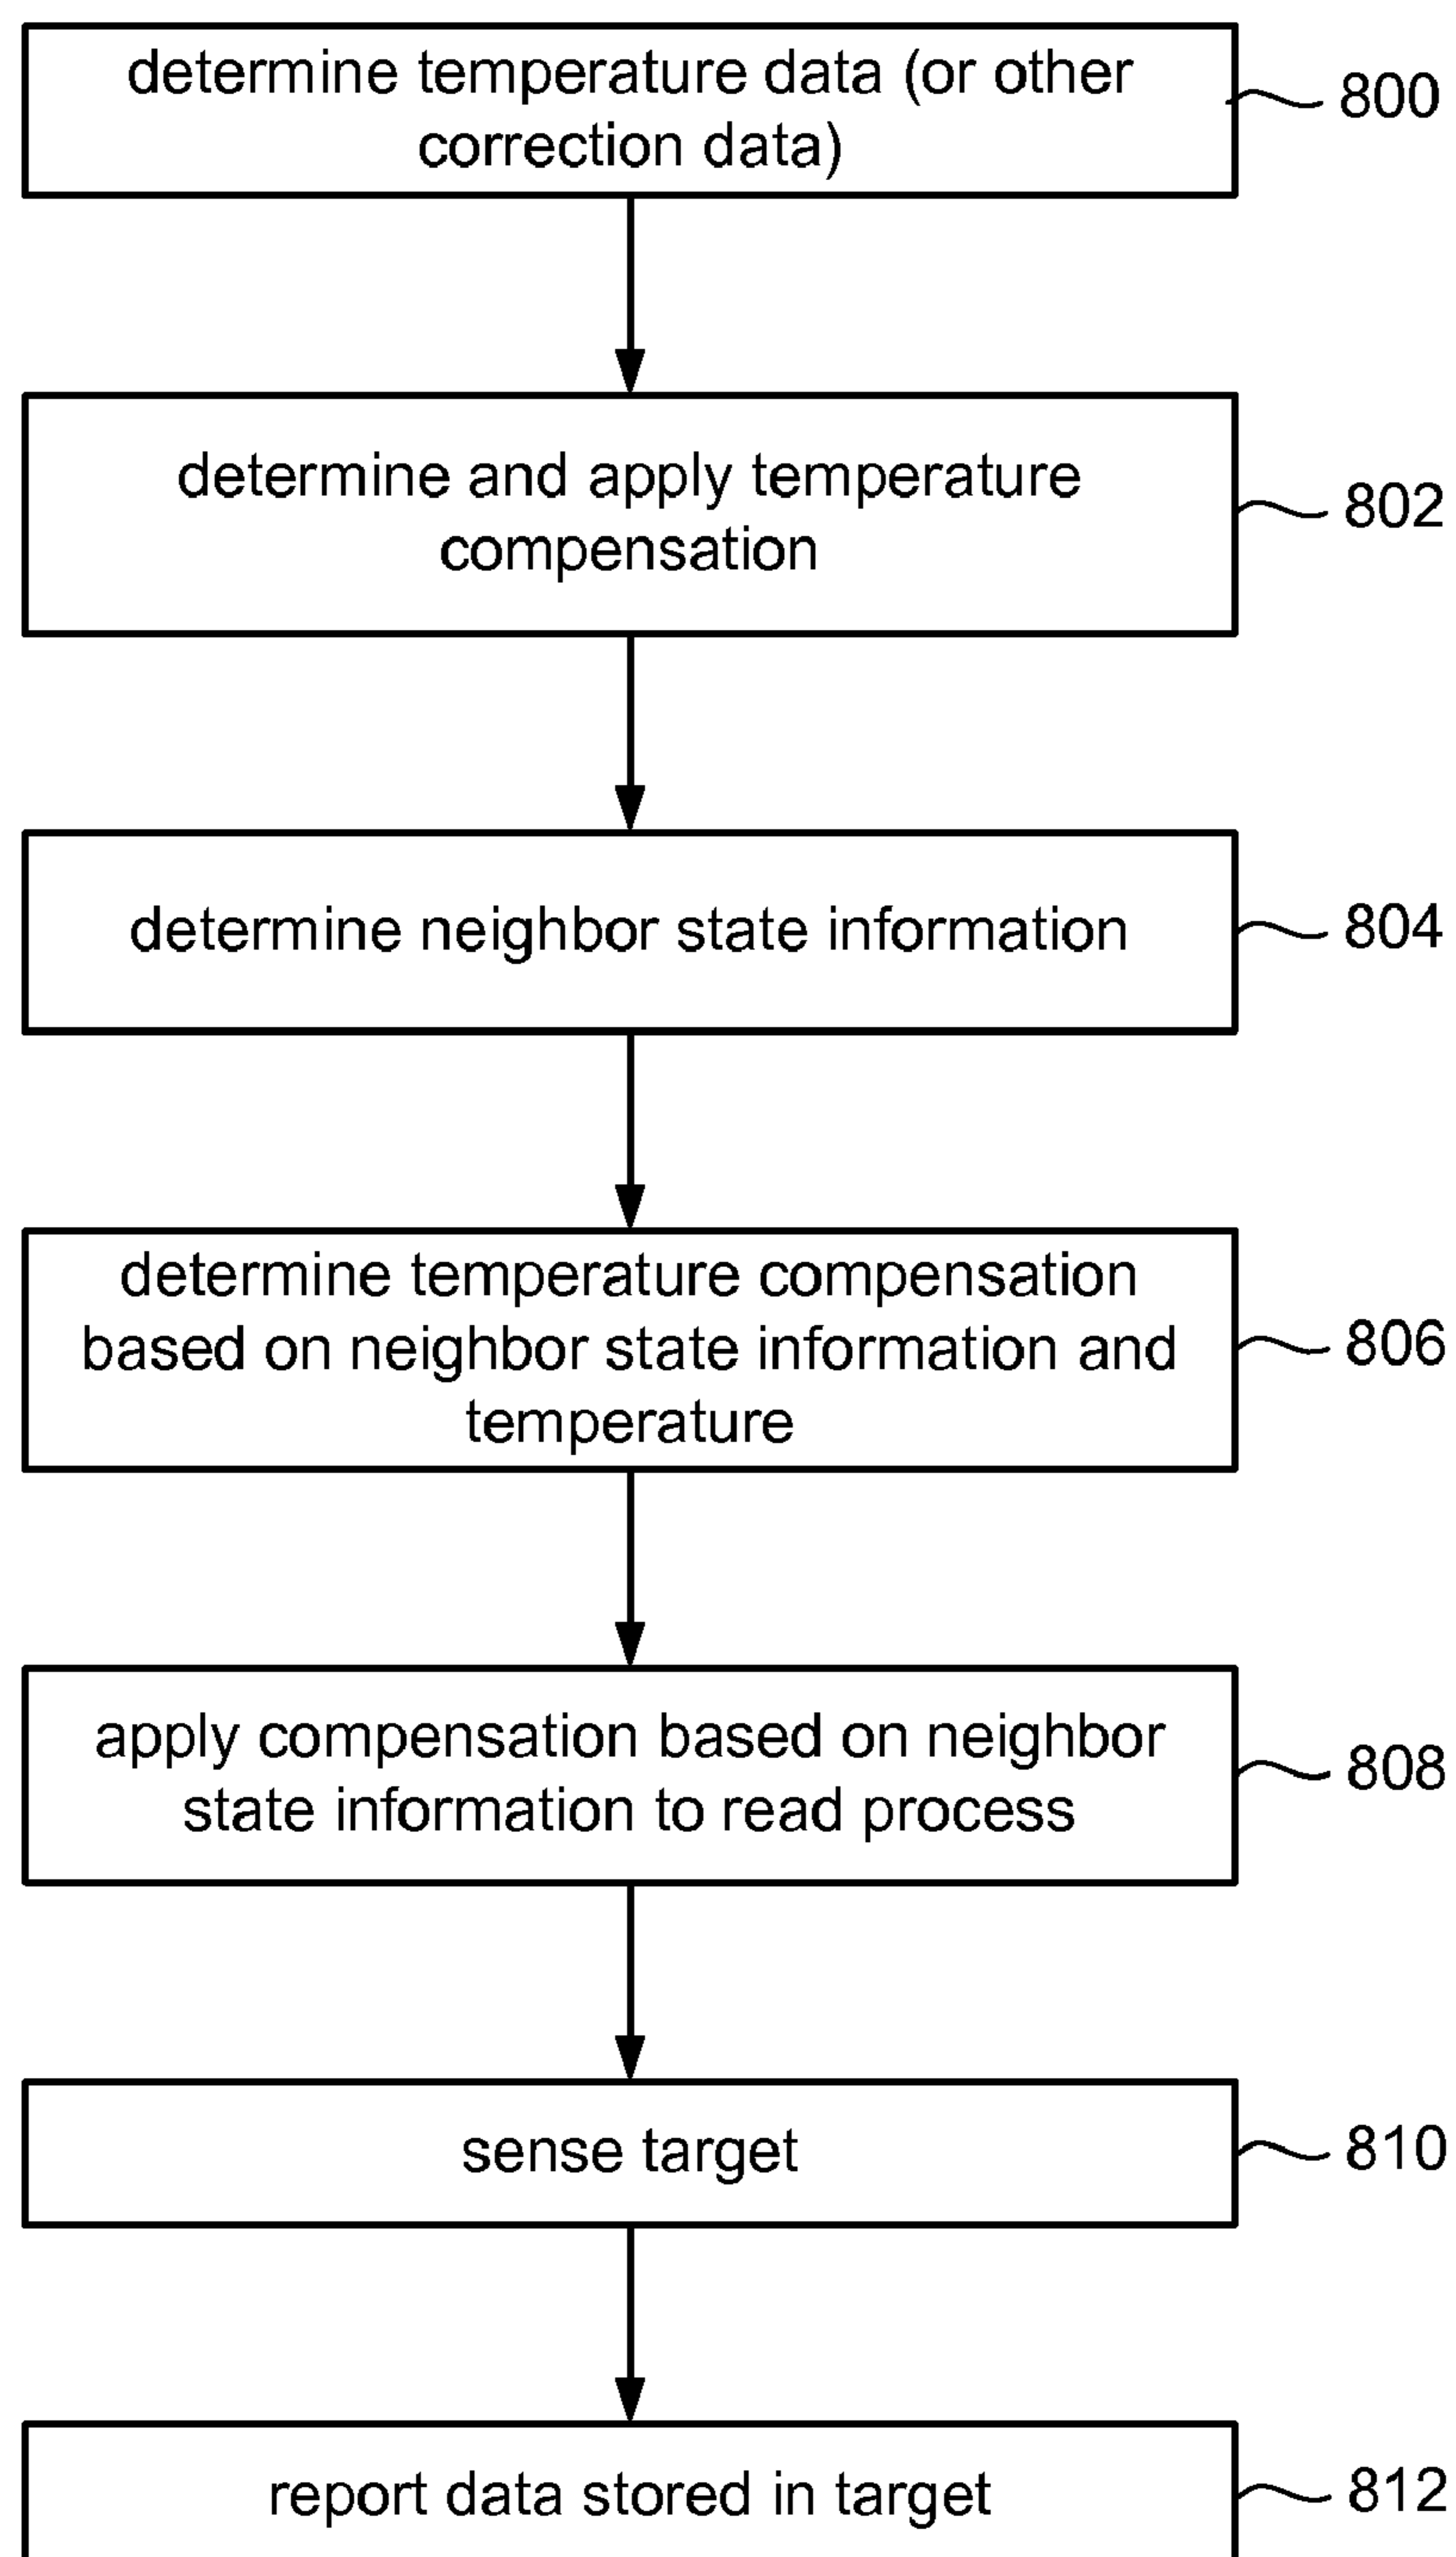 determine temperature data (or other
correction data)
800
determine and apply temperature
compensation
802
determine neighbor state information
804
determine temperature compensation
based on neighbor state information and
temperature
806
apply compensation based on neighbor
state information to read process
808
sense target
810
report data stored in target
812